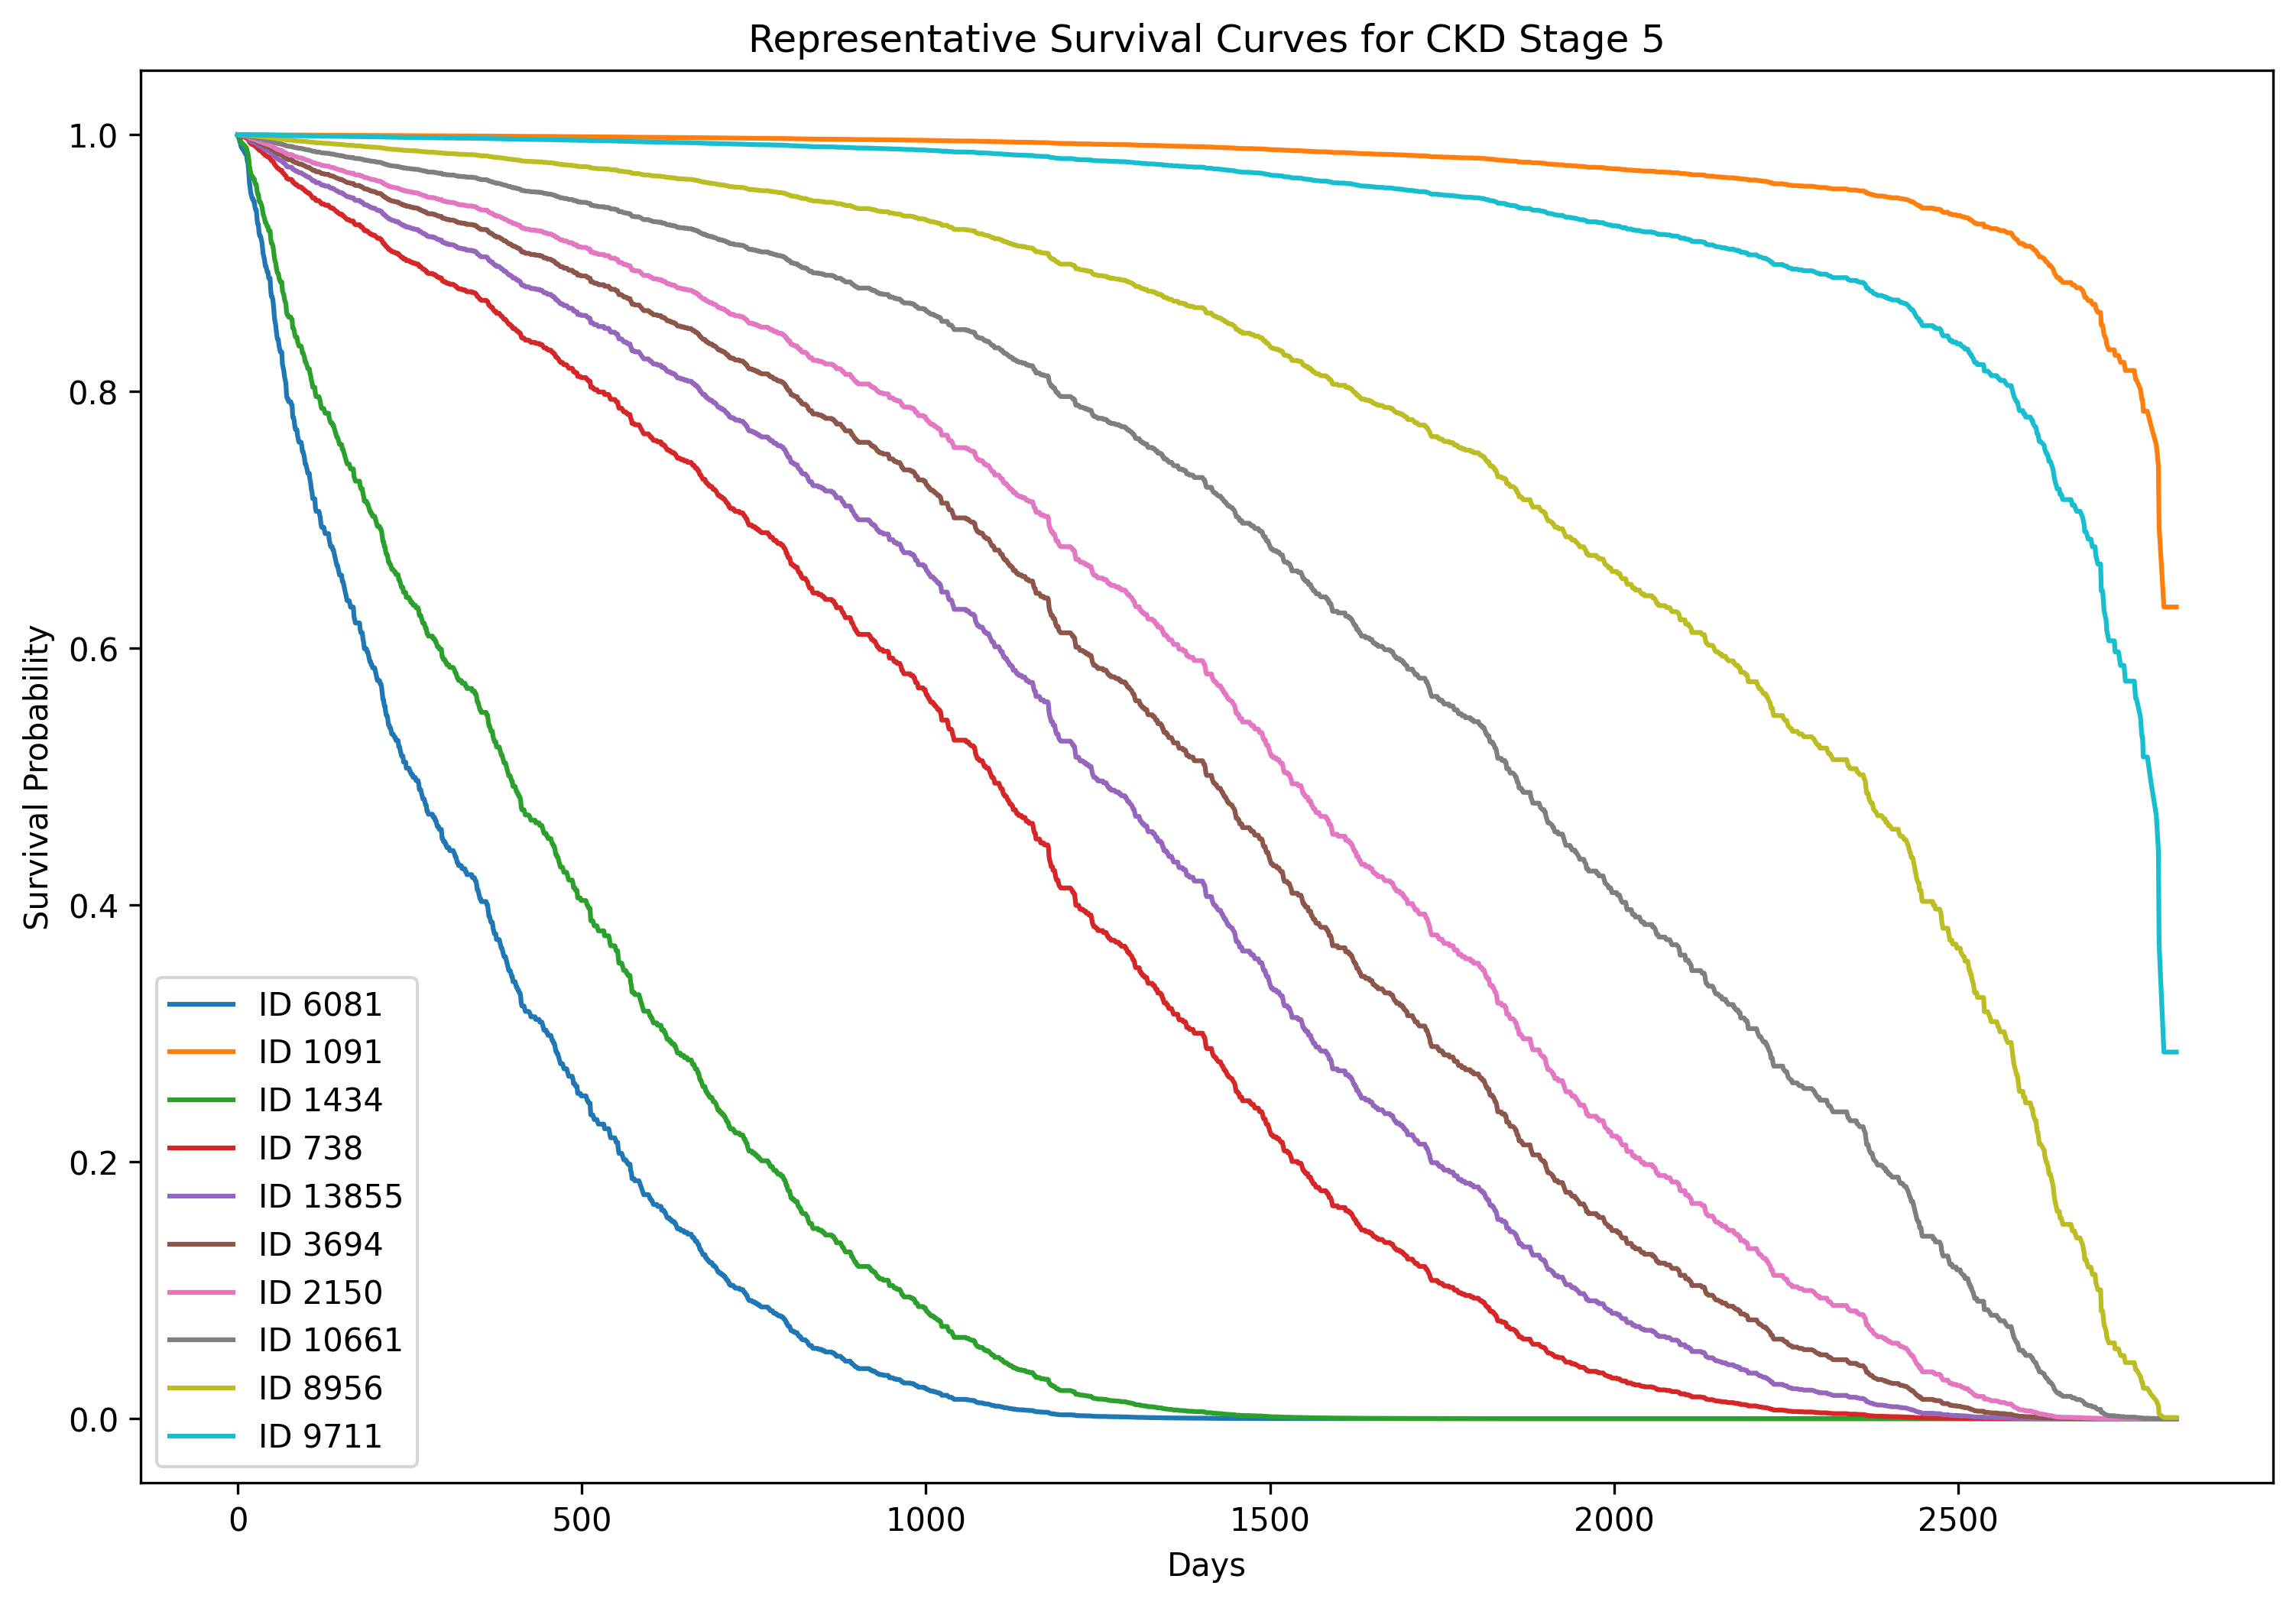 Representative Survival Curves for CKD Stage 5
Survival Probability
1.0
0.8
0.6
0.4
0.2
0.0
ID 6081
ID 1091
ID 1434
ID 738
ID 13855
ID 3694
ID 2150
ID 10661
ID 8956
ID 9711
0 500 1000 1500 2000 2500
Days